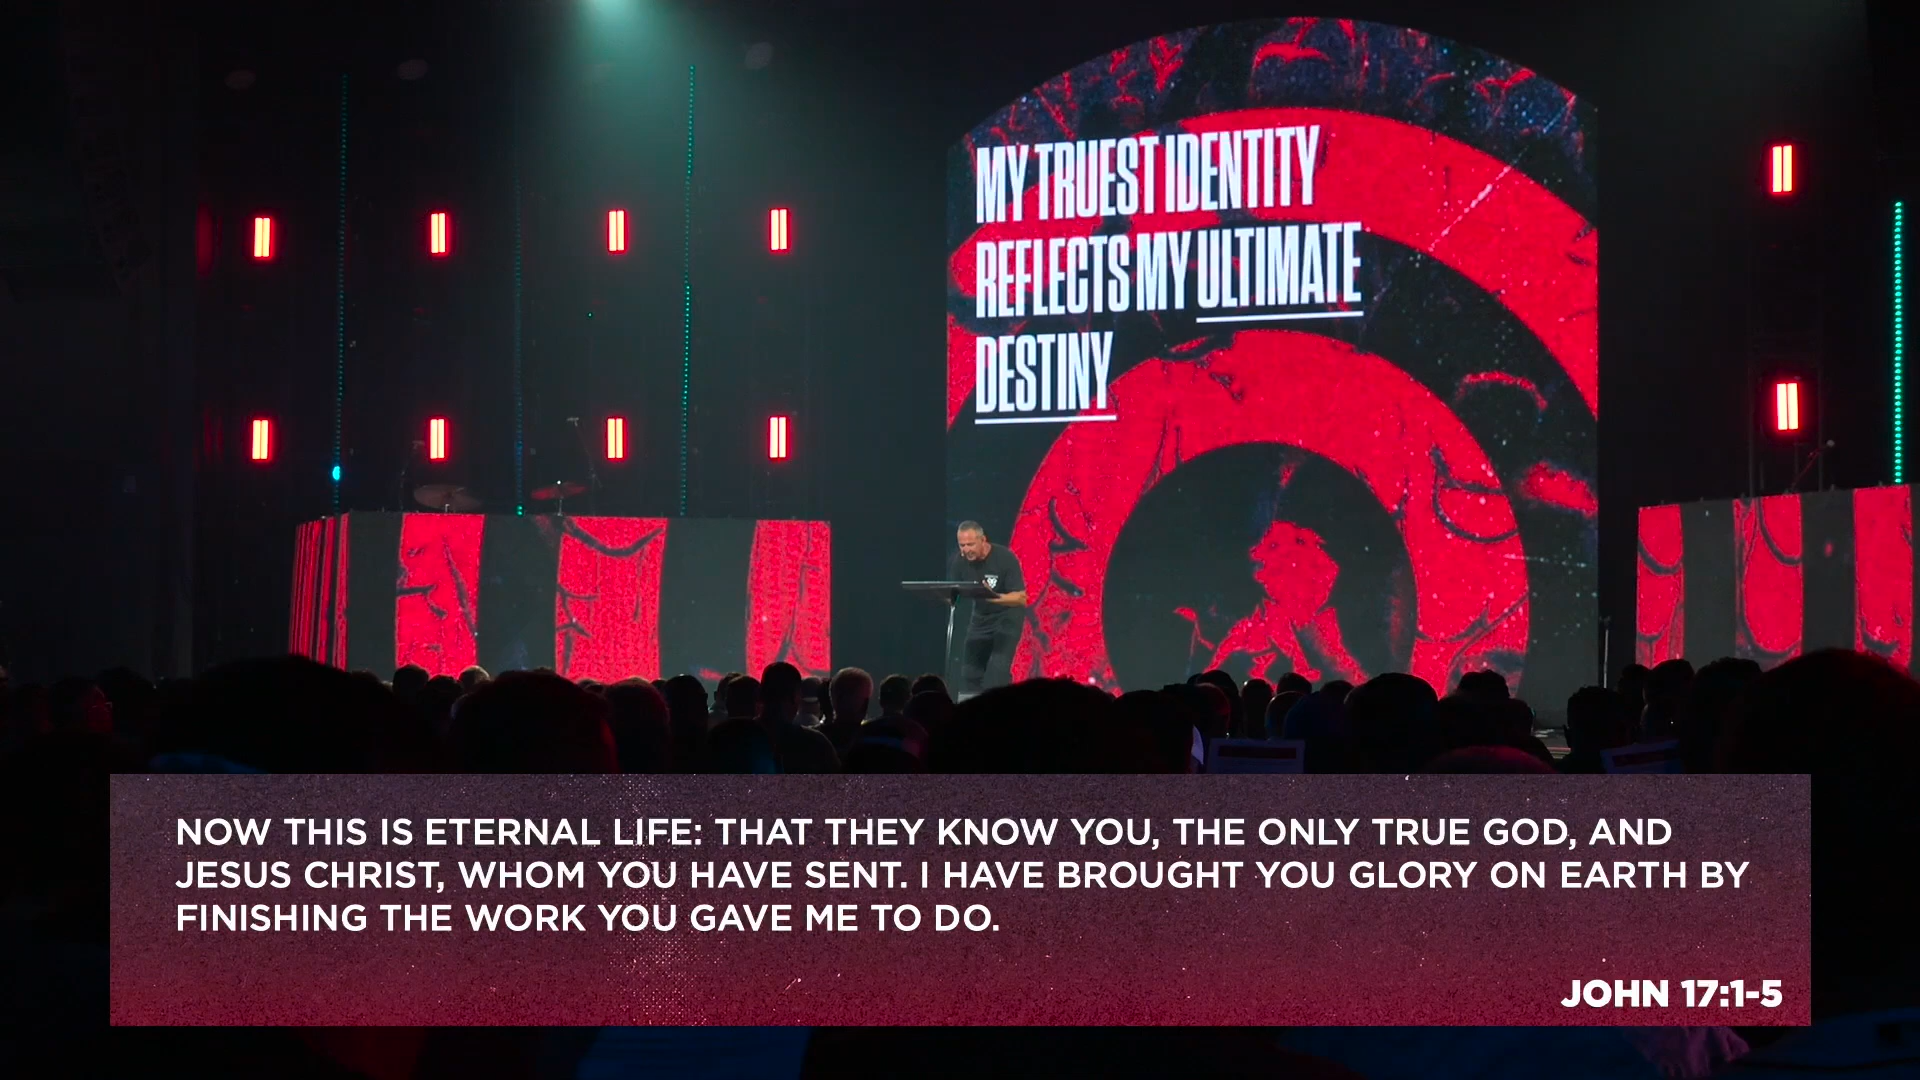 MY TRUEST IDENTITY
REFLECTS MY ULTIMATE
DESTINY
NOW THIS IS ETERNAL LIFE: THAT THEY KNOW YOU, THE ONLY TRUE GOD, AND
JESUS CHRIST, WHOM YOU HAVE SENT. I HAVE BROUGHT YOU GLORY ON EARTH BY
FINISHING THE WORK YOU GAVE ME TO DO.
JOHN 17:1-5